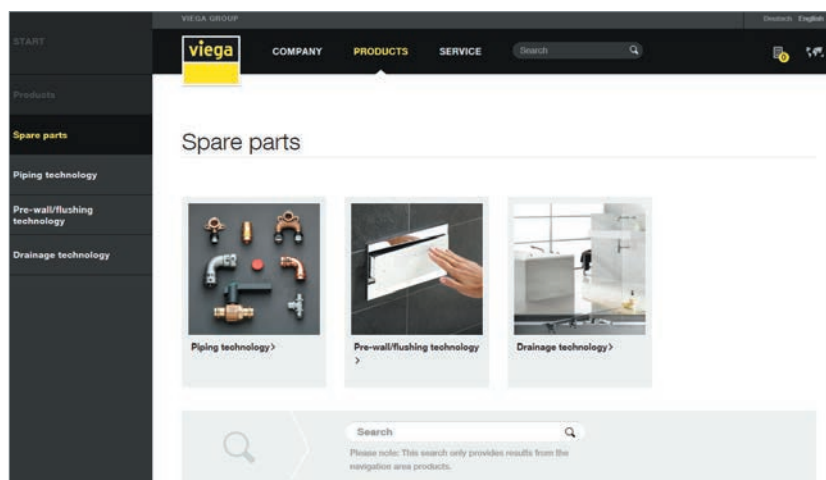 VIEGA GROUP
Deutsch English
START
viega
COMPANY
PRODUCTS
SERVICE
Search
0
Products
Spare parts
Piping technology
Pre-wall/flushing
technology
Drainage technology
Spare parts
Piping technology>
Pre-wall/flushing technology
>
Drainage technology>
Search
Please note: This search only provides results from the
navigation area products.